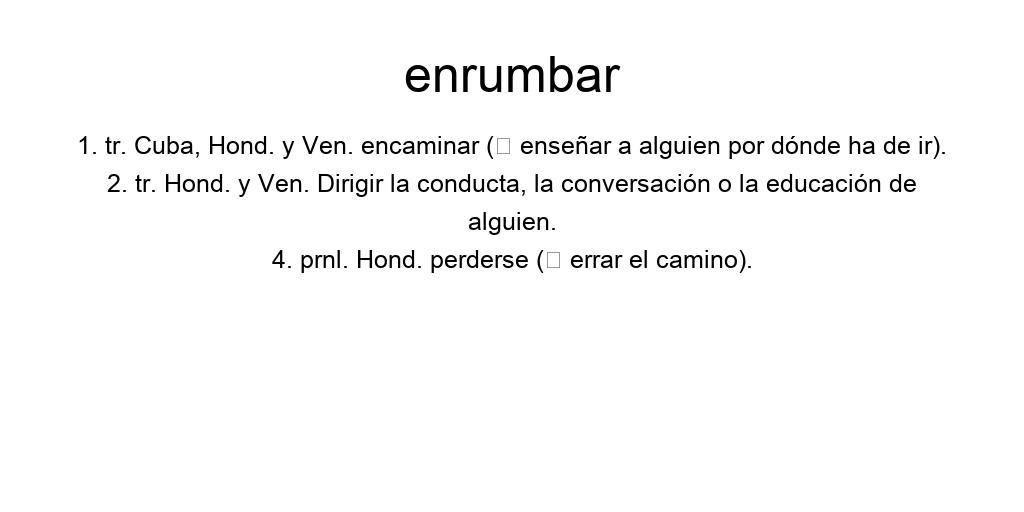 enrumbar
1. tr. Cuba, Hond. y Ven. encaminar (▯ enseñar a alguien por dónde ha de ir).
2. tr. Hond. y Ven. Dirigir la conducta, la conversación o la educación de
alguien.
4. prnl. Hond. perderse (▯ errar el camino).